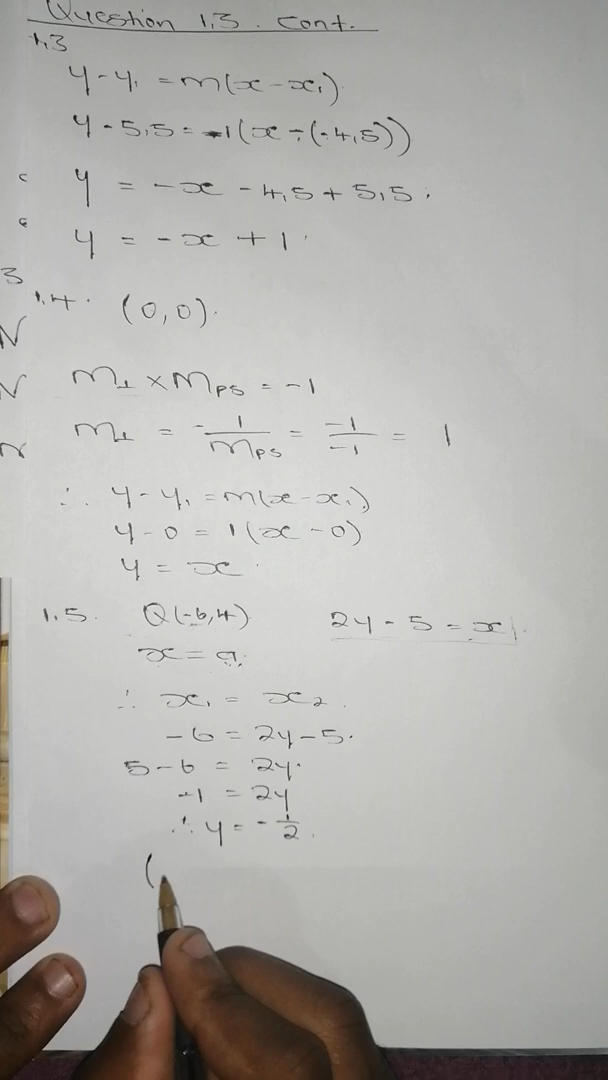 Question 1,3. cont.
1,3
y - y₁ = m(x - x₁)
y - 5,5 = -1(x - (-4,5))
y = -x - 4,5 + 5,5.
y = -x + 1.
3
1.4. (0,0).
N
N m⊥ × mPS = -1
m⊥ = -1/mPS = -1/-1 = 1
∴ y - y₁ = m(x - x₁)
y - 0 = 1(x - 0)
y = x.
1.5. Q(-6,4) 2y - 5 = x
x = a
∴ x₁ = x₂.
-6 = 2y - 5.
5 - 6 = 2y.
-1 = 2y
∴ y = -1/2.
(